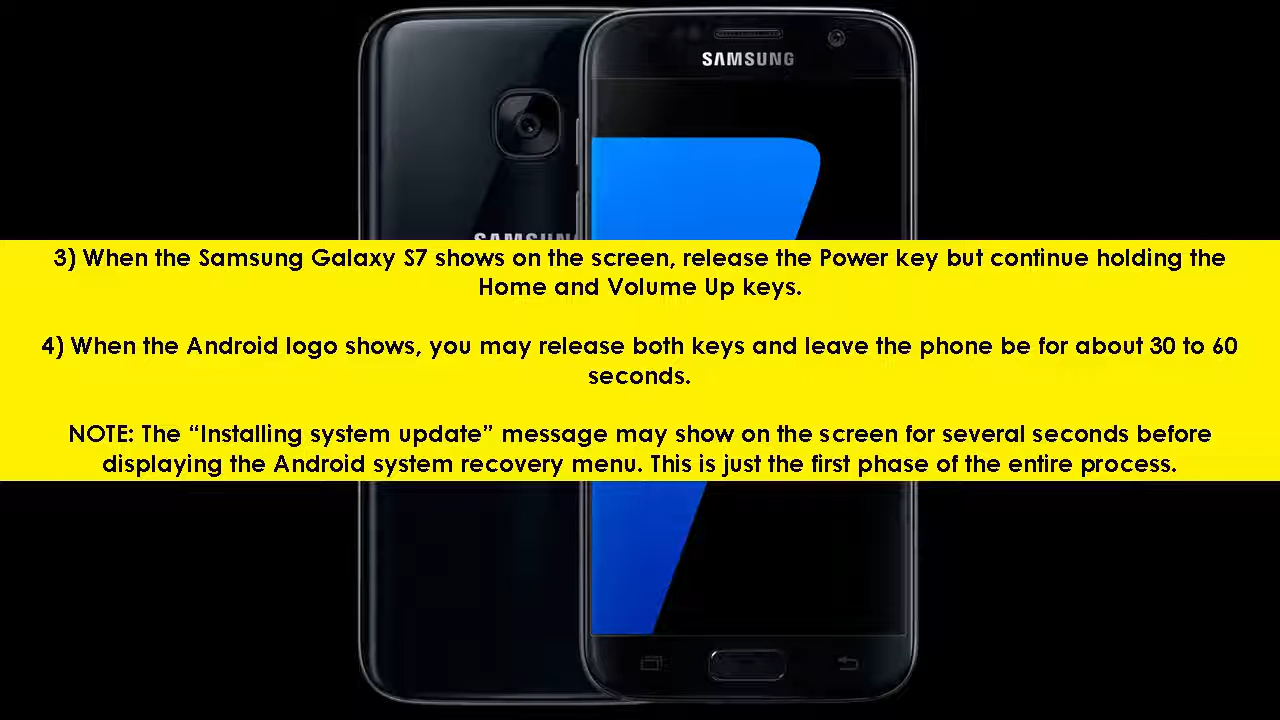 SAMSUNG
SAMSUNG
3) When the Samsung Galaxy S7 shows on the screen, release the Power key but continue holding the
Home and Volume Up keys.
4) When the Android logo shows, you may release both keys and leave the phone be for about 30 to 60
seconds.
NOTE: The “Installing system update” message may show on the screen for several seconds before
displaying the Android system recovery menu. This is just the first phase of the entire process.